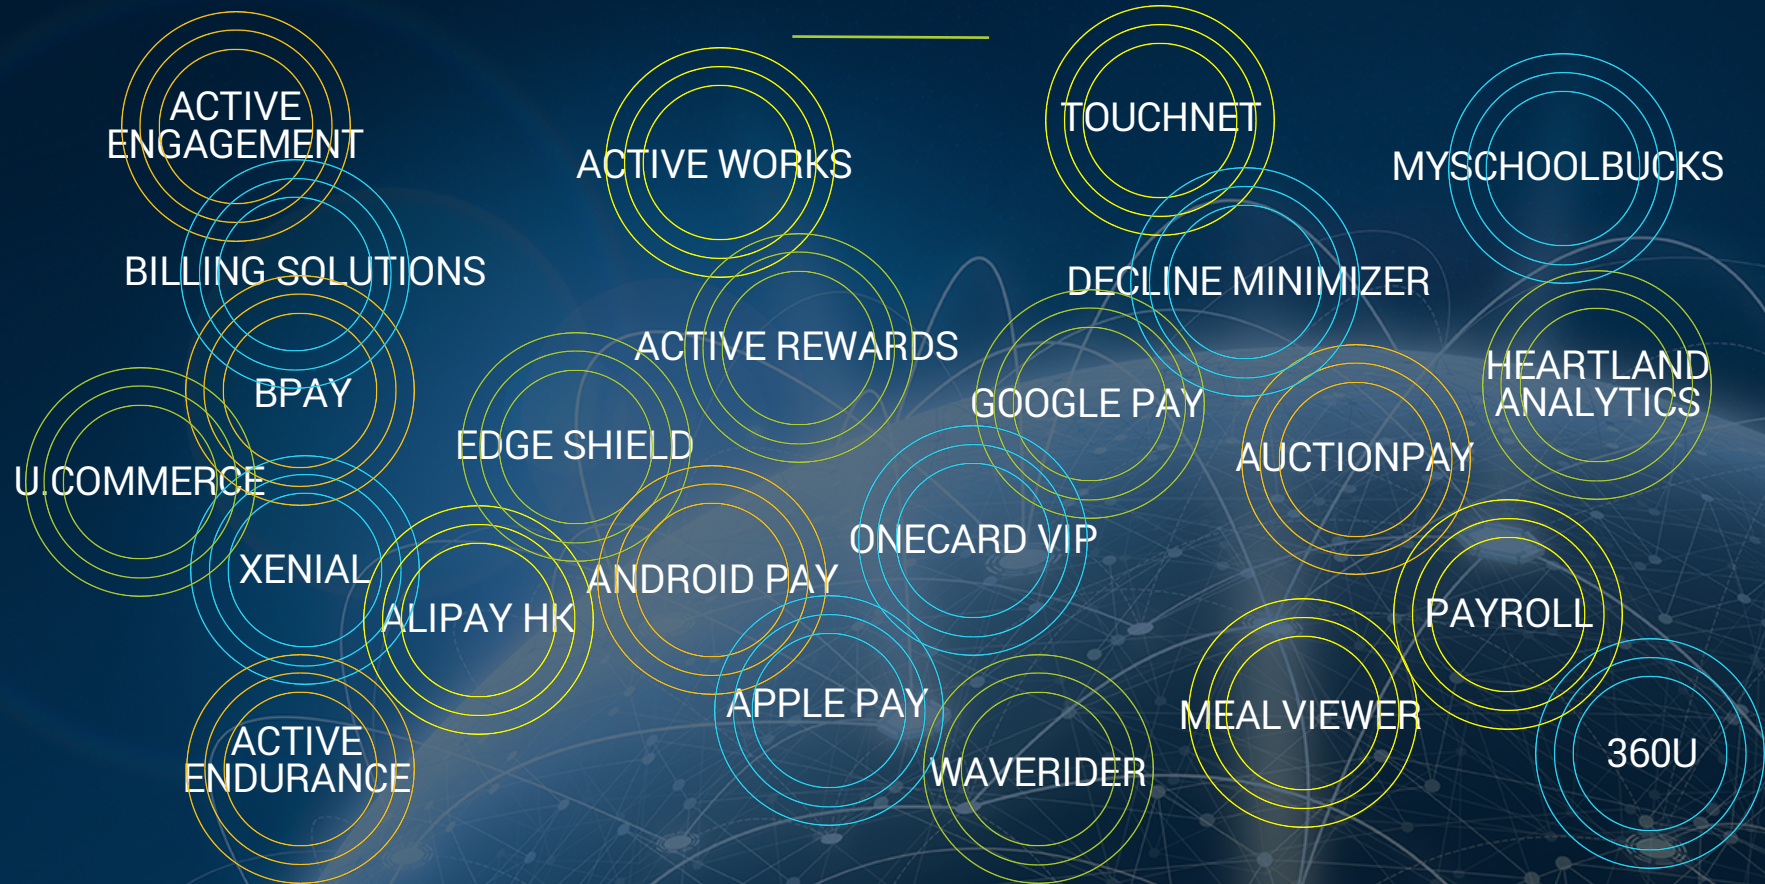 ACTIVE
ENGAGEMENT
ACTIVE WORKS
TOUCHNET
MYSCHOOLBUCKS
BILLING SOLUTIONS
DECLINE MINIMIZER
ACTIVE REWARDS
BPAY
GOOGLE PAY
HEARTLAND
ANALYTICS
EDGE SHIELD
AUCTIONPAY
U.COMMERCE
ONECARD VIP
XENIAL
ANDROID PAY
ALIPAY HK
PAYROLL
APPLE PAY
MEALVIEWER
ACTIVE
ENDURANCE
WAVERIDER
360U